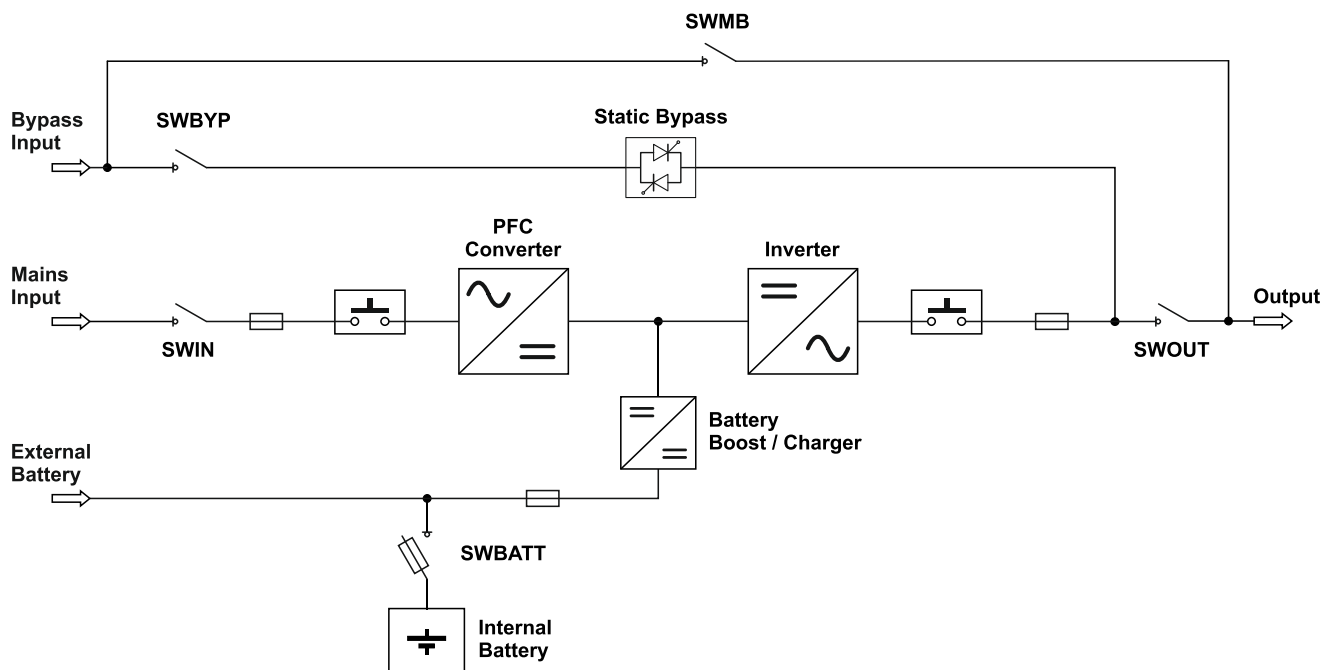 SWMB
Bypass
Input
SWBYP
Static Bypass
PFC
Converter
Inverter
Mains
Input
SWIN
Output
SWOUT
Battery
Boost / Charger
External
Battery
SWBATT
Internal
Battery